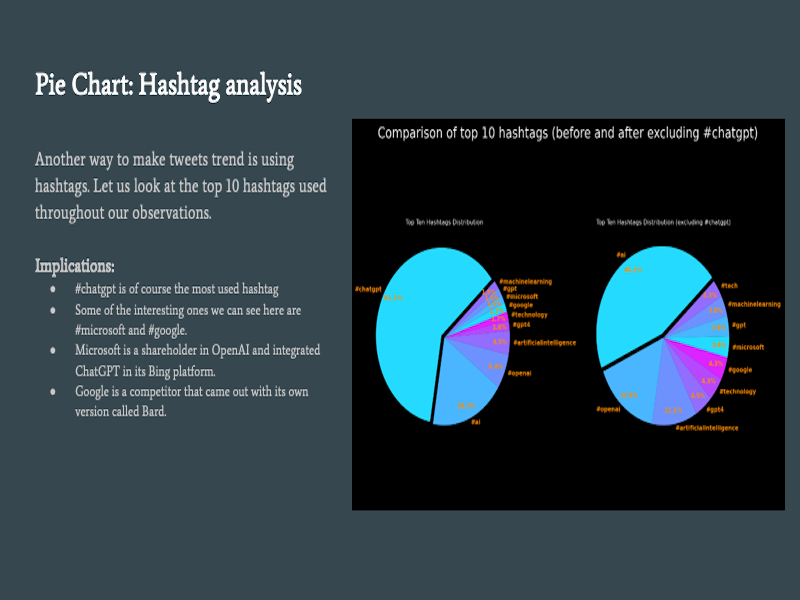 Pie Chart: Hashtag analysis
Another way to make tweets trend is using
hashtags. Let us look at the top 10 hashtags used
throughout our observations.
Implications:
● #chatgpt is of course the most used hashtag
● Some of the interesting ones we can see here are
#microsoft and #google.
● Microsoft is a shareholder in OpenAI and integrated
ChatGPT in its Bing platform.
● Google is a competitor that came out with its own
version called Bard.
Comparison of top 10 hashtags (before and after excluding #chatgpt)
Top Ten Hashtags Distribution
#chatgpt
#machinelearning
#gpt
#microsoft
#google
#technology
#gpt4
#artificialintelligence
#openai
#ai
Top Ten Hashtags Distribution (excluding #chatgpt)
#ai
#tech
#machinelearning
#gpt
#microsoft
#google
#technology
#gpt4
#artificialintelligence
#openai